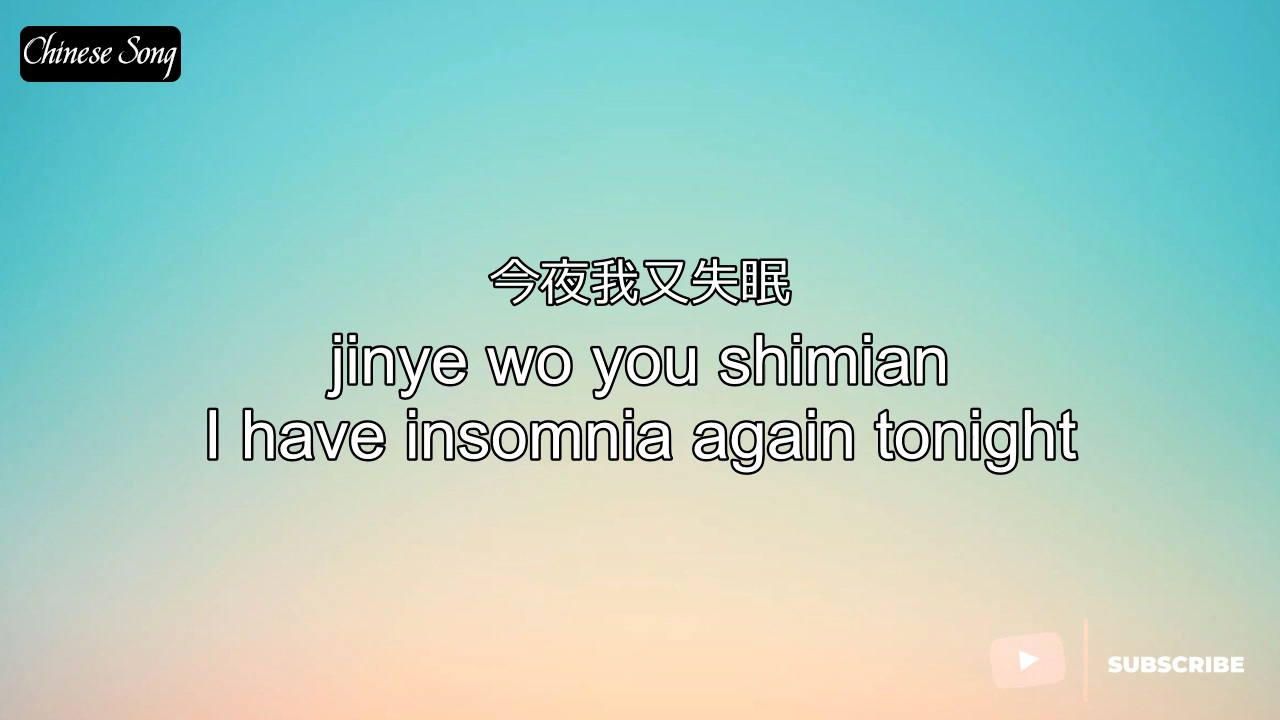 Chinese Song
今夜我又失眠
jinye wo you shimian
I have insomnia again tonight
SUBSCRIBE